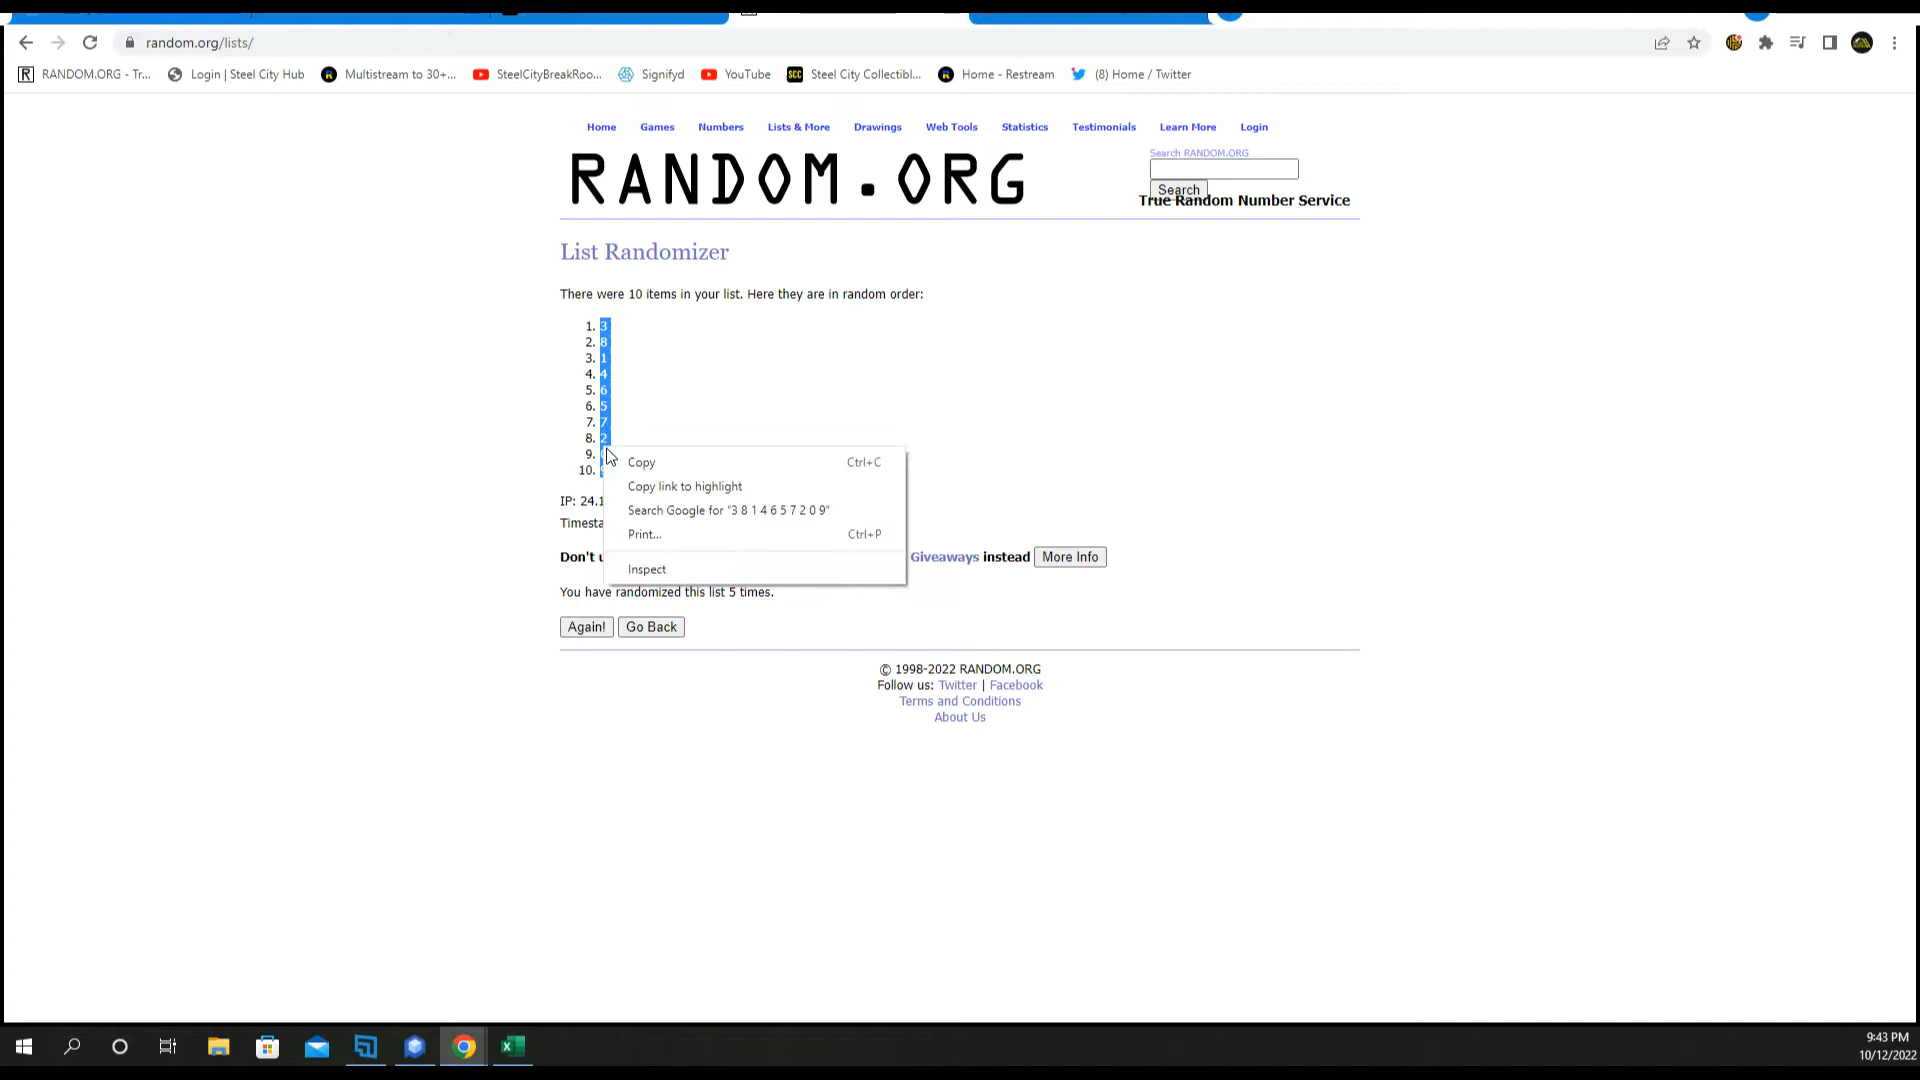 random.org/lists/
RANDOM.ORG - Tr...
Login | Steel City Hub
Multistream to 30+...
SteelCityBreakRoo...
Signifyd
YouTube
SCC
Steel City Collectibl...
Home - Restream
(8) Home / Twitter
Home Games Numbers Lists & More Drawings Web Tools Statistics Testimonials Learn More Login
RANDOM.ORG
Search RANDOM.ORG
Search
True Random Number Service
List Randomizer
There were 10 items in your list. Here they are in random order:
1. 3
2. 8
3. 1
4. 4
5. 6
6. 5
7. 7
8. 2
9.
10.
Copy Ctrl+C
Copy link to highlight
Search Google for "3 8 1 4 6 5 7 2 0 9"
Print... Ctrl+P
Inspect
IP: 24.1
Timesta
Don't u
Giveaways instead More Info
You have randomized this list 5 times.
Again! Go Back
© 1998-2022 RANDOM.ORG
Follow us: Twitter | Facebook
Terms and Conditions
About Us
9:43 PM
10/12/2022